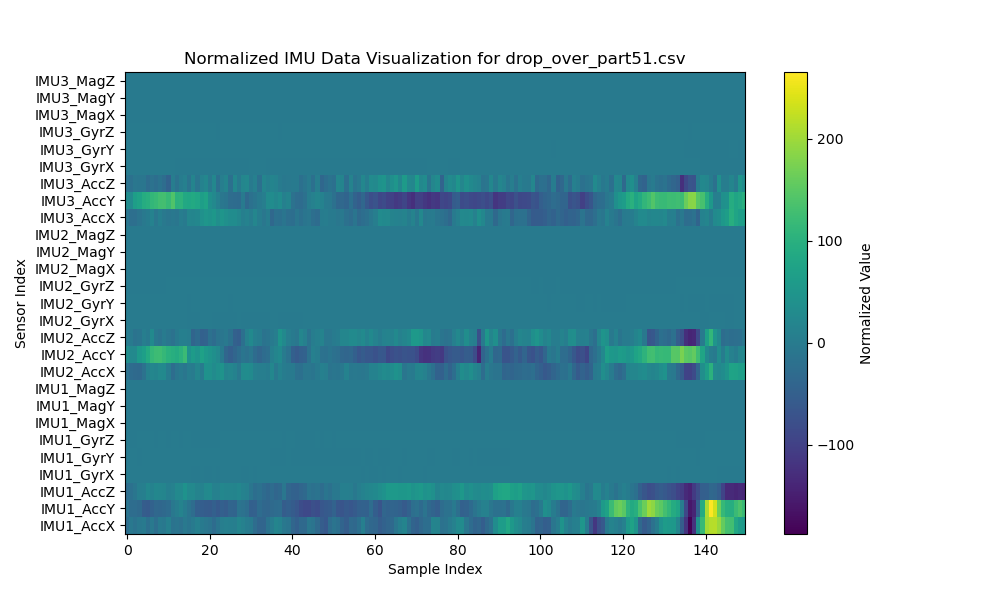 Normalized IMU Data Visualization for drop_over_part51.csv
IMU3_MagZ
IMU3_MagY
IMU3_MagX
IMU3_GyrZ
IMU3_GyrY
IMU3_GyrX
IMU3_AccZ
IMU3_AccY
IMU3_AccX
IMU2_MagZ
IMU2_MagY
IMU2_MagX
IMU2_GyrZ
IMU2_GyrY
IMU2_GyrX
IMU2_AccZ
IMU2_AccY
IMU2_AccX
IMU1_MagZ
IMU1_MagY
IMU1_MagX
IMU1_GyrZ
IMU1_GyrY
IMU1_GyrX
IMU1_AccZ
IMU1_AccY
IMU1_AccX
Sensor Index
0 20 40 60 80 100 120 140
Sample Index
200
100
0
−100
Normalized Value